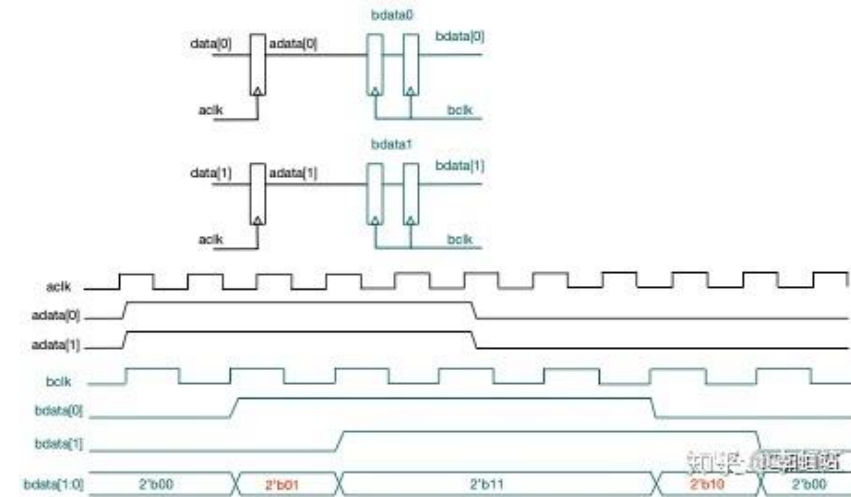 bdata0
data[0] adata[0] bdata[0]
aclk bclk
bdata1
data[1] adata[1] bdata[1]
aclk bclk
aclk
adata[0]
adata[1]
bclk
bdata[0]
bdata[1]
知乎
bdata[1:0] 2'b00 2'b01 2'b11 2'b10 2'b00